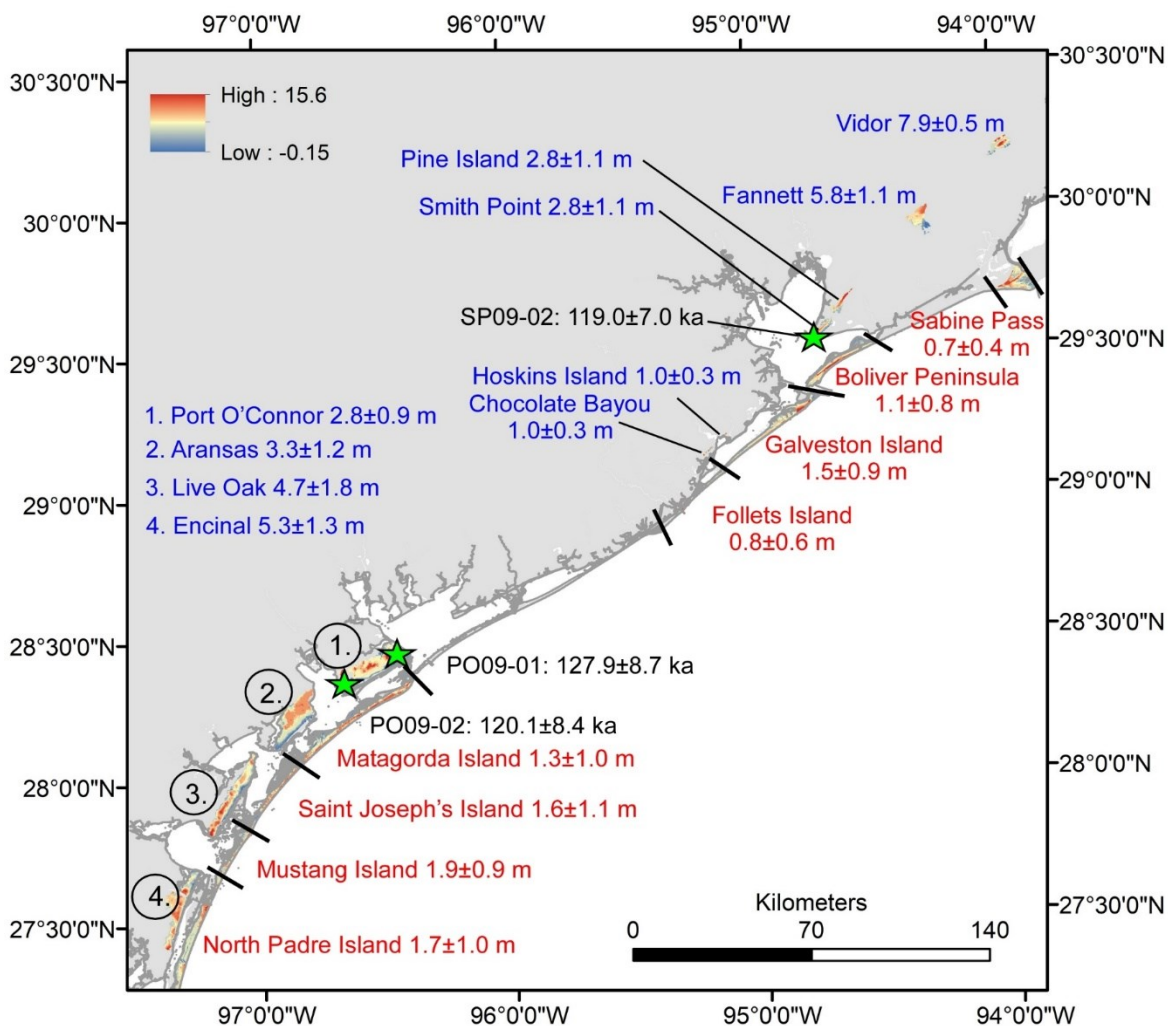 97°0'0"W 96°0'0"W 95°0'0"W 94°0'0"W
30°30'0"N 30°30'0"N
High : 15.6
Low : -0.15
Vidor 7.9±0.5 m
Pine Island 2.8±1.1 m
Fannett 5.8±1.1 m
Smith Point 2.8±1.1 m
30°0'0"N 30°0'0"N
SP09-02: 119.0±7.0 ka
Sabine Pass
0.7±0.4 m
29°30'0"N 29°30'0"N
Hoskins Island 1.0±0.3 m
Chocolate Bayou
1.0±0.3 m
Boliver Peninsula
1.1±0.8 m
1. Port O'Connor 2.8±0.9 m
2. Aransas 3.3±1.2 m
3. Live Oak 4.7±1.8 m
4. Encinal 5.3±1.3 m
Galveston Island
1.5±0.9 m
29°0'0"N 29°0'0"N
Follets Island
0.8±0.6 m
28°30'0"N 28°30'0"N
1.
PO09-01: 127.9±8.7 ka
2.
PO09-02: 120.1±8.4 ka
Matagorda Island 1.3±1.0 m
28°0'0"N 28°0'0"N
3.
Saint Joseph's Island 1.6±1.1 m
Mustang Island 1.9±0.9 m
4.
27°30'0"N 27°30'0"N
Kilometers
0 70 140
North Padre Island 1.7±1.0 m
97°0'0"W 96°0'0"W 95°0'0"W 94°0'0"W